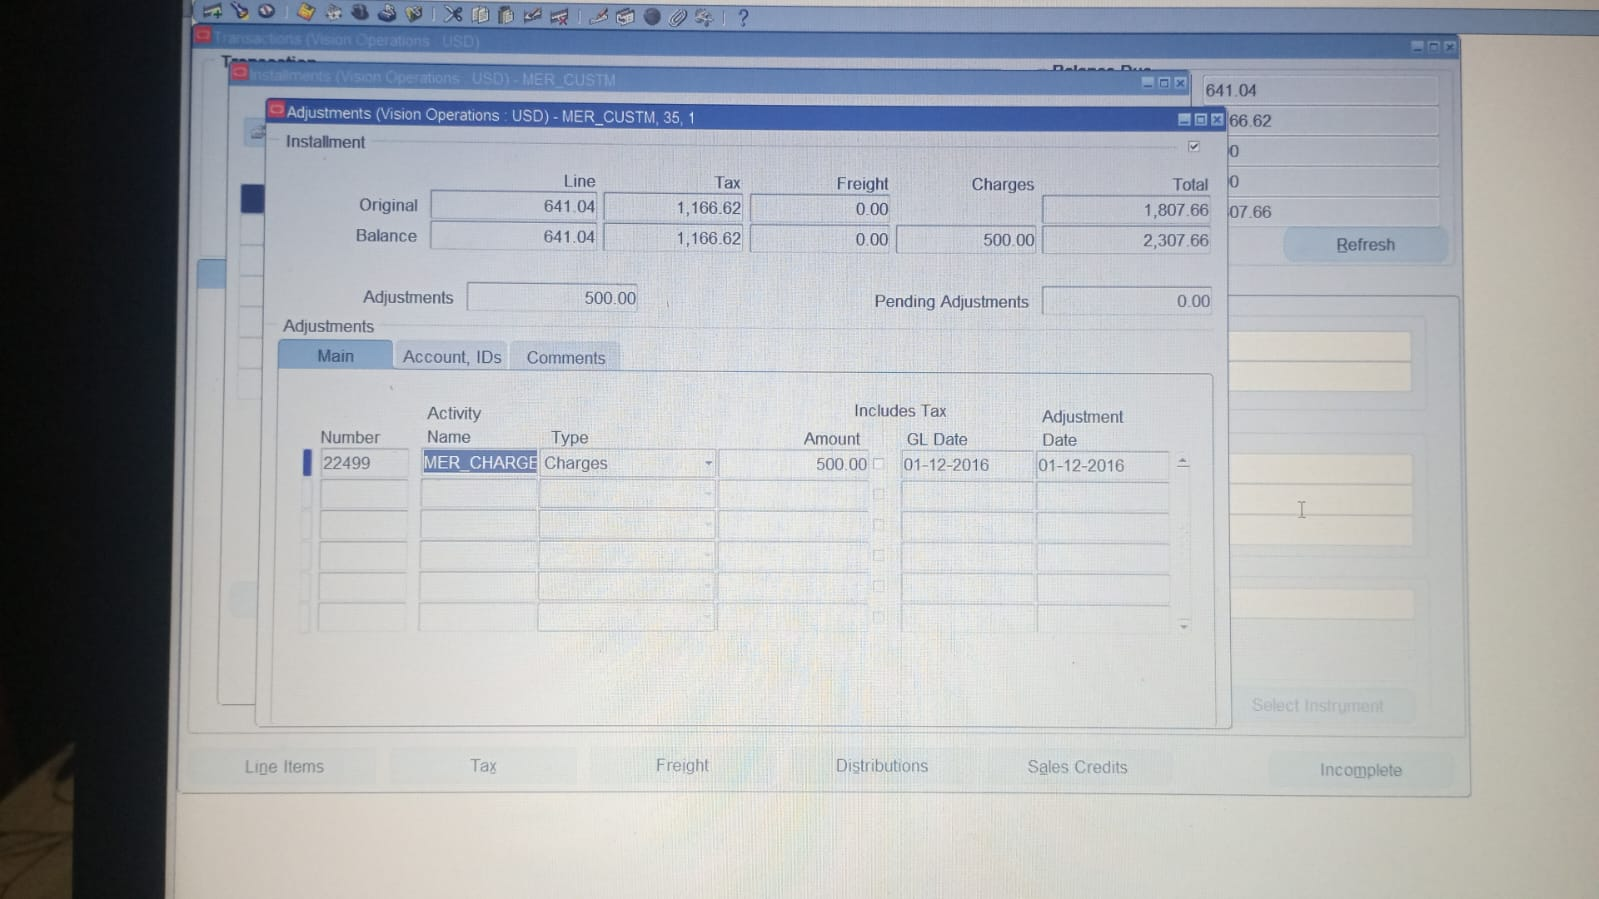 ?
Transactions (Vision Operations : USD)
Installments (Vision Operations : USD) - MER_CUSTM
641.04
Adjustments (Vision Operations : USD) - MER_CUSTM, 35, 1
66.62
Installment
Line Tax Freight Charges Total
Original 641.04 1,166.62 0.00 1,807.66
07.66
Balance 641.04 1,166.62 0.00 500.00 2,307.66
Refresh
Adjustments 500.00 Pending Adjustments 0.00
Adjustments
Main Account, IDs Comments
Activity Includes Tax Adjustment
Number Name Type Amount GL Date Date
22499 MER_CHARGE Charges 500.00 01-12-2016 01-12-2016
Select Instrument
Line Items Tax Freight Distributions Sales Credits Incomplete